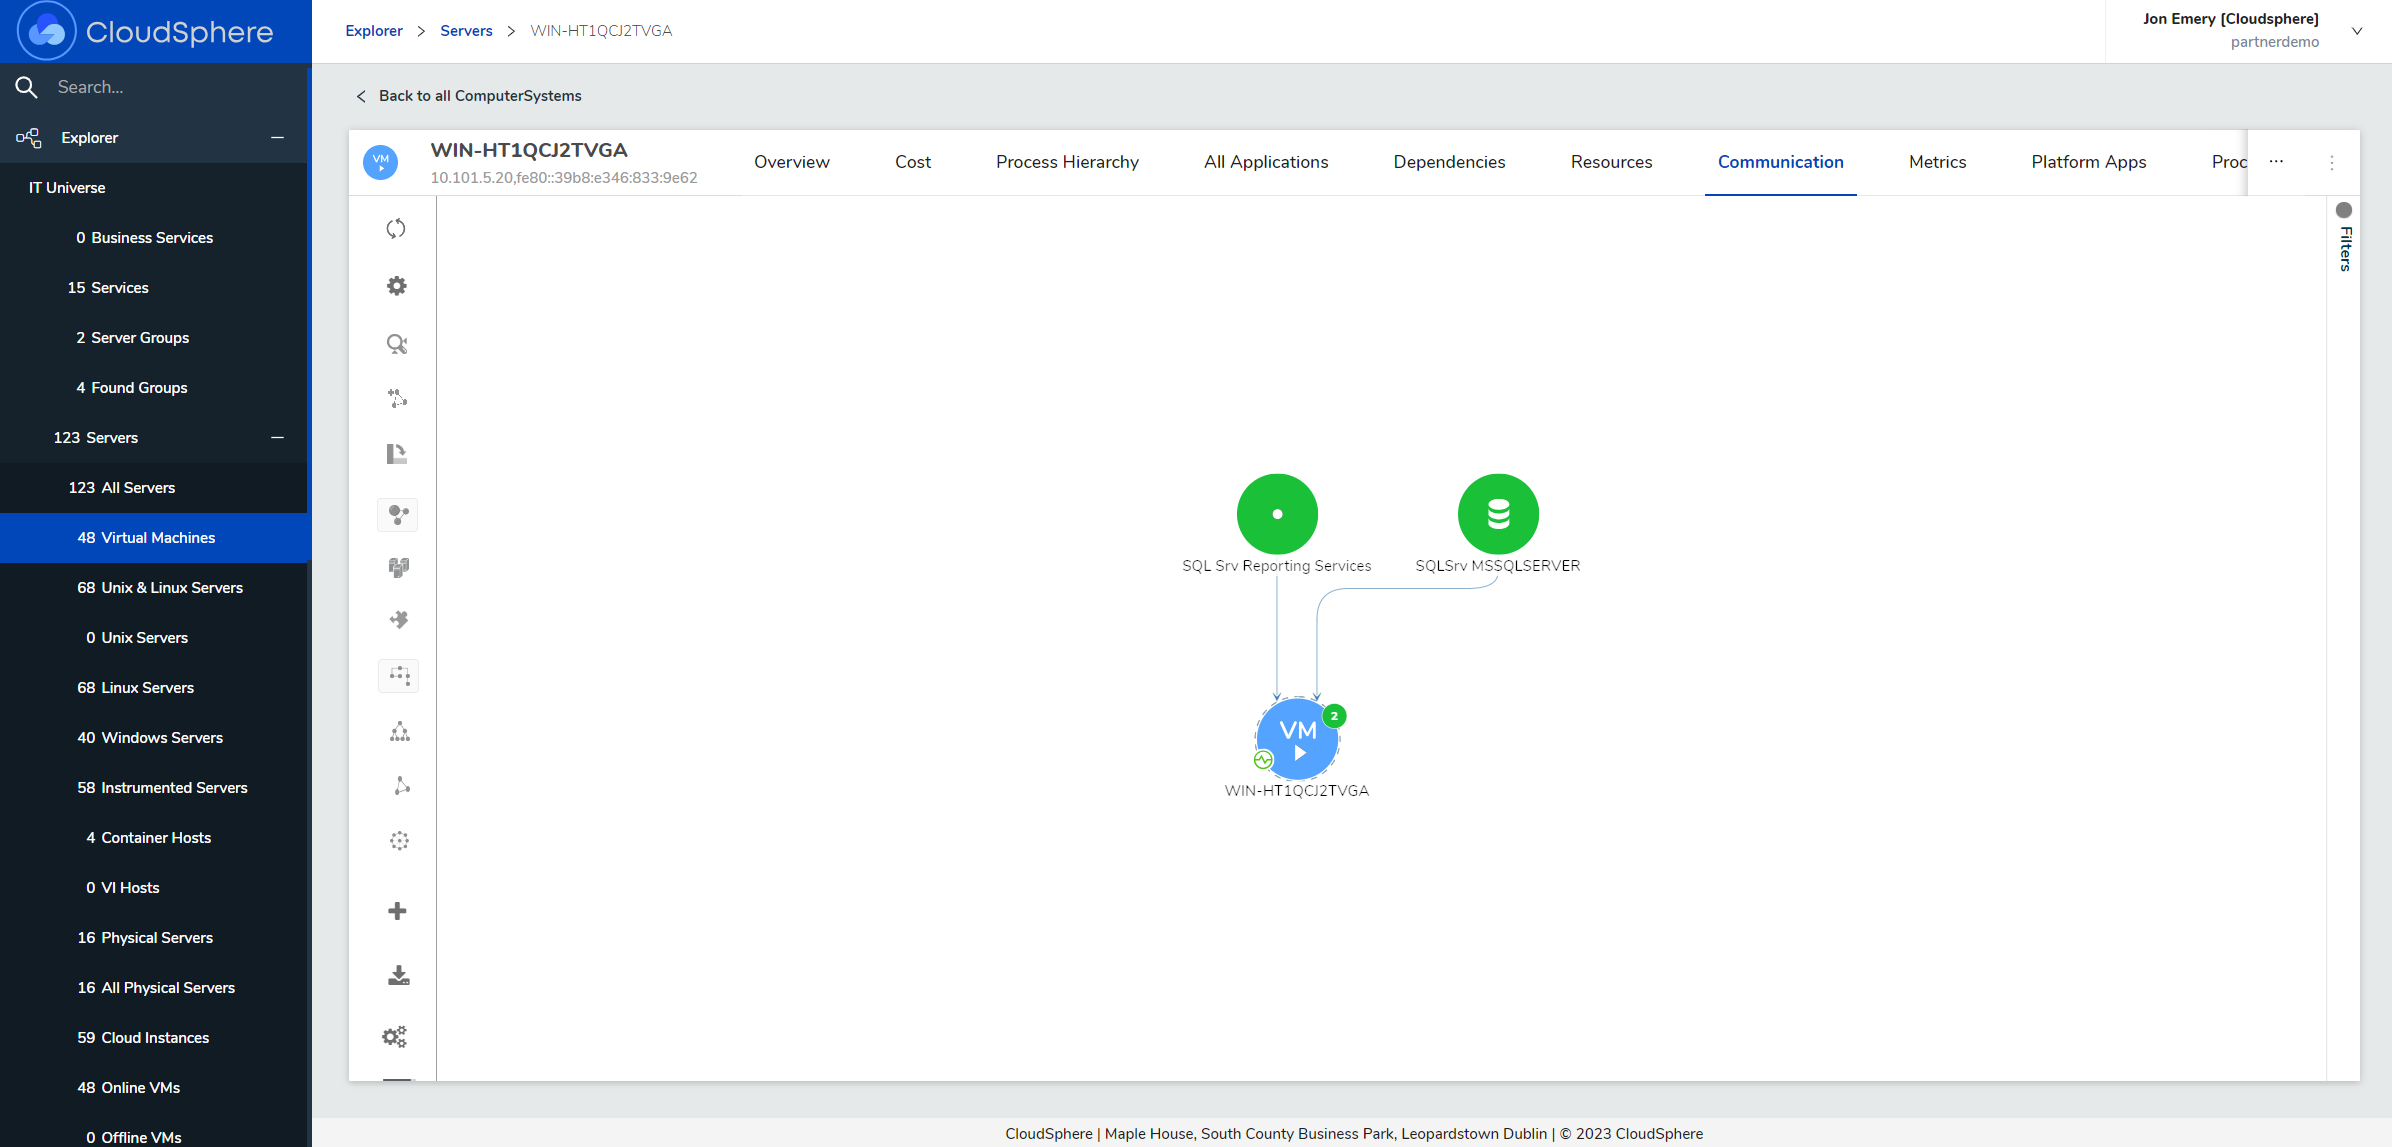 CloudSphere
Explorer > Servers > WIN-HT1QCJ2TVGA
Jon Emery [Cloudsphere]
partnerdemo
Search...
Explorer
IT Universe
0 Business Services
15 Services
2 Server Groups
4 Found Groups
123 Servers
123 All Servers
48 Virtual Machines
68 Unix & Linux Servers
0 Unix Servers
68 Linux Servers
40 Windows Servers
58 Instrumented Servers
4 Container Hosts
0 VI Hosts
16 Physical Servers
16 All Physical Servers
59 Cloud Instances
48 Online VMs
0 Offline VMs
Back to all ComputerSystems
VM
WIN-HT1QCJ2TVGA
10.101.5.20,fe80::39b8:e346:833:9e62
Overview Cost Process Hierarchy All Applications Dependencies Resources Communication Metrics Platform Apps Proc ...
Filters
SQL Srv Reporting Services
SQLSrv MSSQLSERVER
VM
2
WIN-HT1QCJ2TVGA
CloudSphere | Maple House, South County Business Park, Leopardstown Dublin | © 2023 CloudSphere